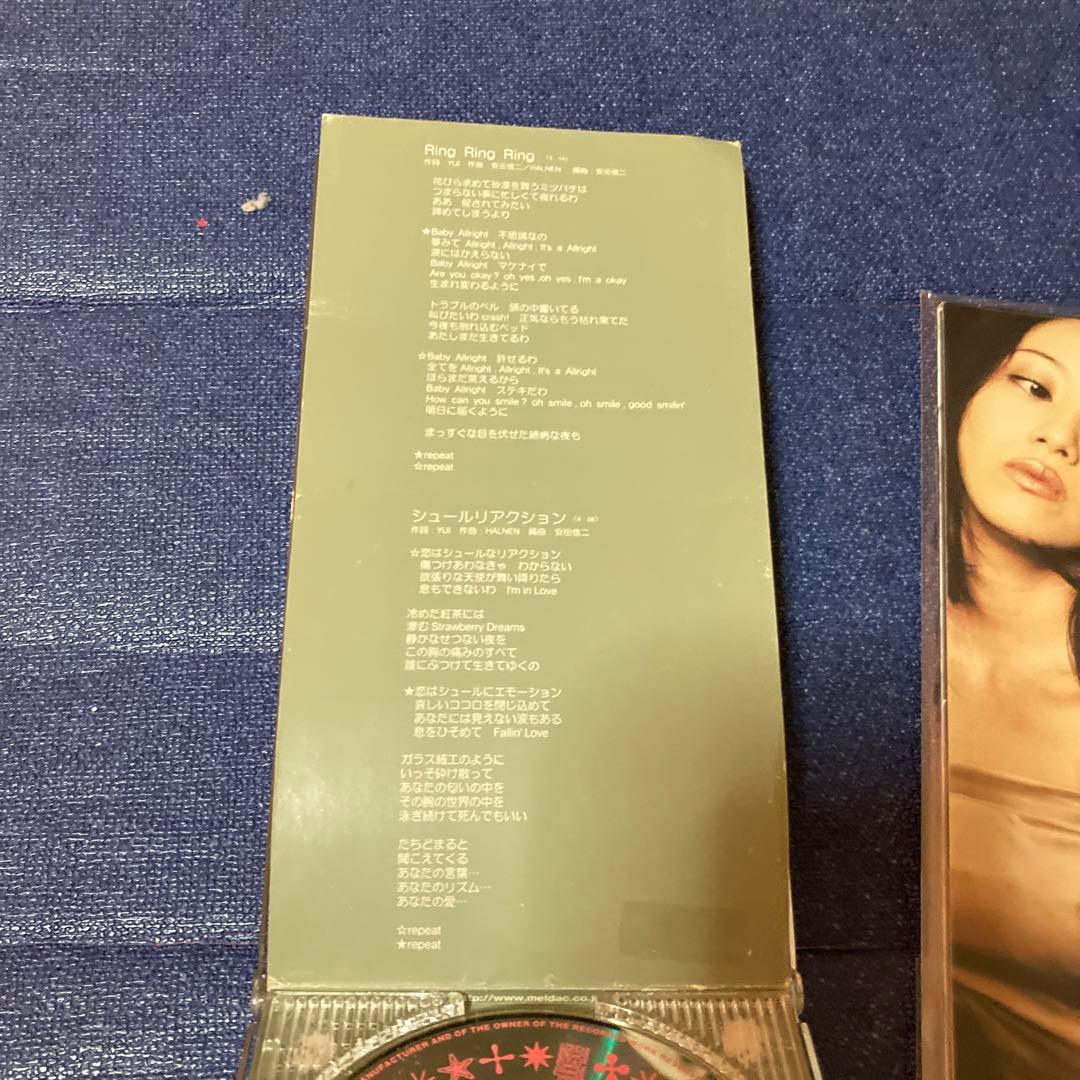 Ring Ring Ring
作詞 YUI 作曲 安田信二/HALNEN 編曲 安田信二
花びら求めて砂漠を舞うミツバチは
つまらない事に忙しくて疲れるわ
ああ 促されてみたい
諦めてしまうより
★Baby Allright 不思議なの
夢みて Allright , Allright , It's a Allright
涙にはかえらない
Baby Allright マケナイで
Are you okay? oh yes ,oh yes , I'm a okay
生まれ変わるように
トラブルのベル 頭の中響いてる
叫びたいわ crash! 正気ならもう枯れ果てた
今夜も倒れ込むベッド
あたしまだ生きてるわ
☆Baby Allright 許せるわ
全てを Allright , Allright , It's a Allright
ほらまだ笑えるから
Baby Allright ステキだわ
How can you smile? oh smile , oh smile , good smilin'
明日に届くように
まっすぐな目を伏せた臆病な夜も
★repeat
☆repeat
シュールリアクション
作詞:YUI 作曲:HALNEN 編曲:安田信二
☆恋はシュールなリアクション
傷つけあわなきゃ わからない
欲張りな天使が舞い降りたら
息もできないわ I'm in Love
冷めた紅茶には
滲む Strawberry Dreams
静かなせつない夜を
この胸の痛みのすべて
誰にぶつけて生きてゆくの
★恋はシュールにエモーション
哀しいココロを閉じ込めて
あなたには見えない涙もある
息をひそめて Fallin' Love
ガラス細工のように
いっそ砕け散って
あなたの匂いの中を
その腕の世界の中を
泳ぎ続けて死んでもいい
たちどまると
聞こえてくる
あなたの言葉…
あなたのリズム…
あなたの愛…
☆repeat
★repeat
http://www.meldac.co.j
MANUFACTURER AND OF THE OWNER OF THE RECORDED WORK